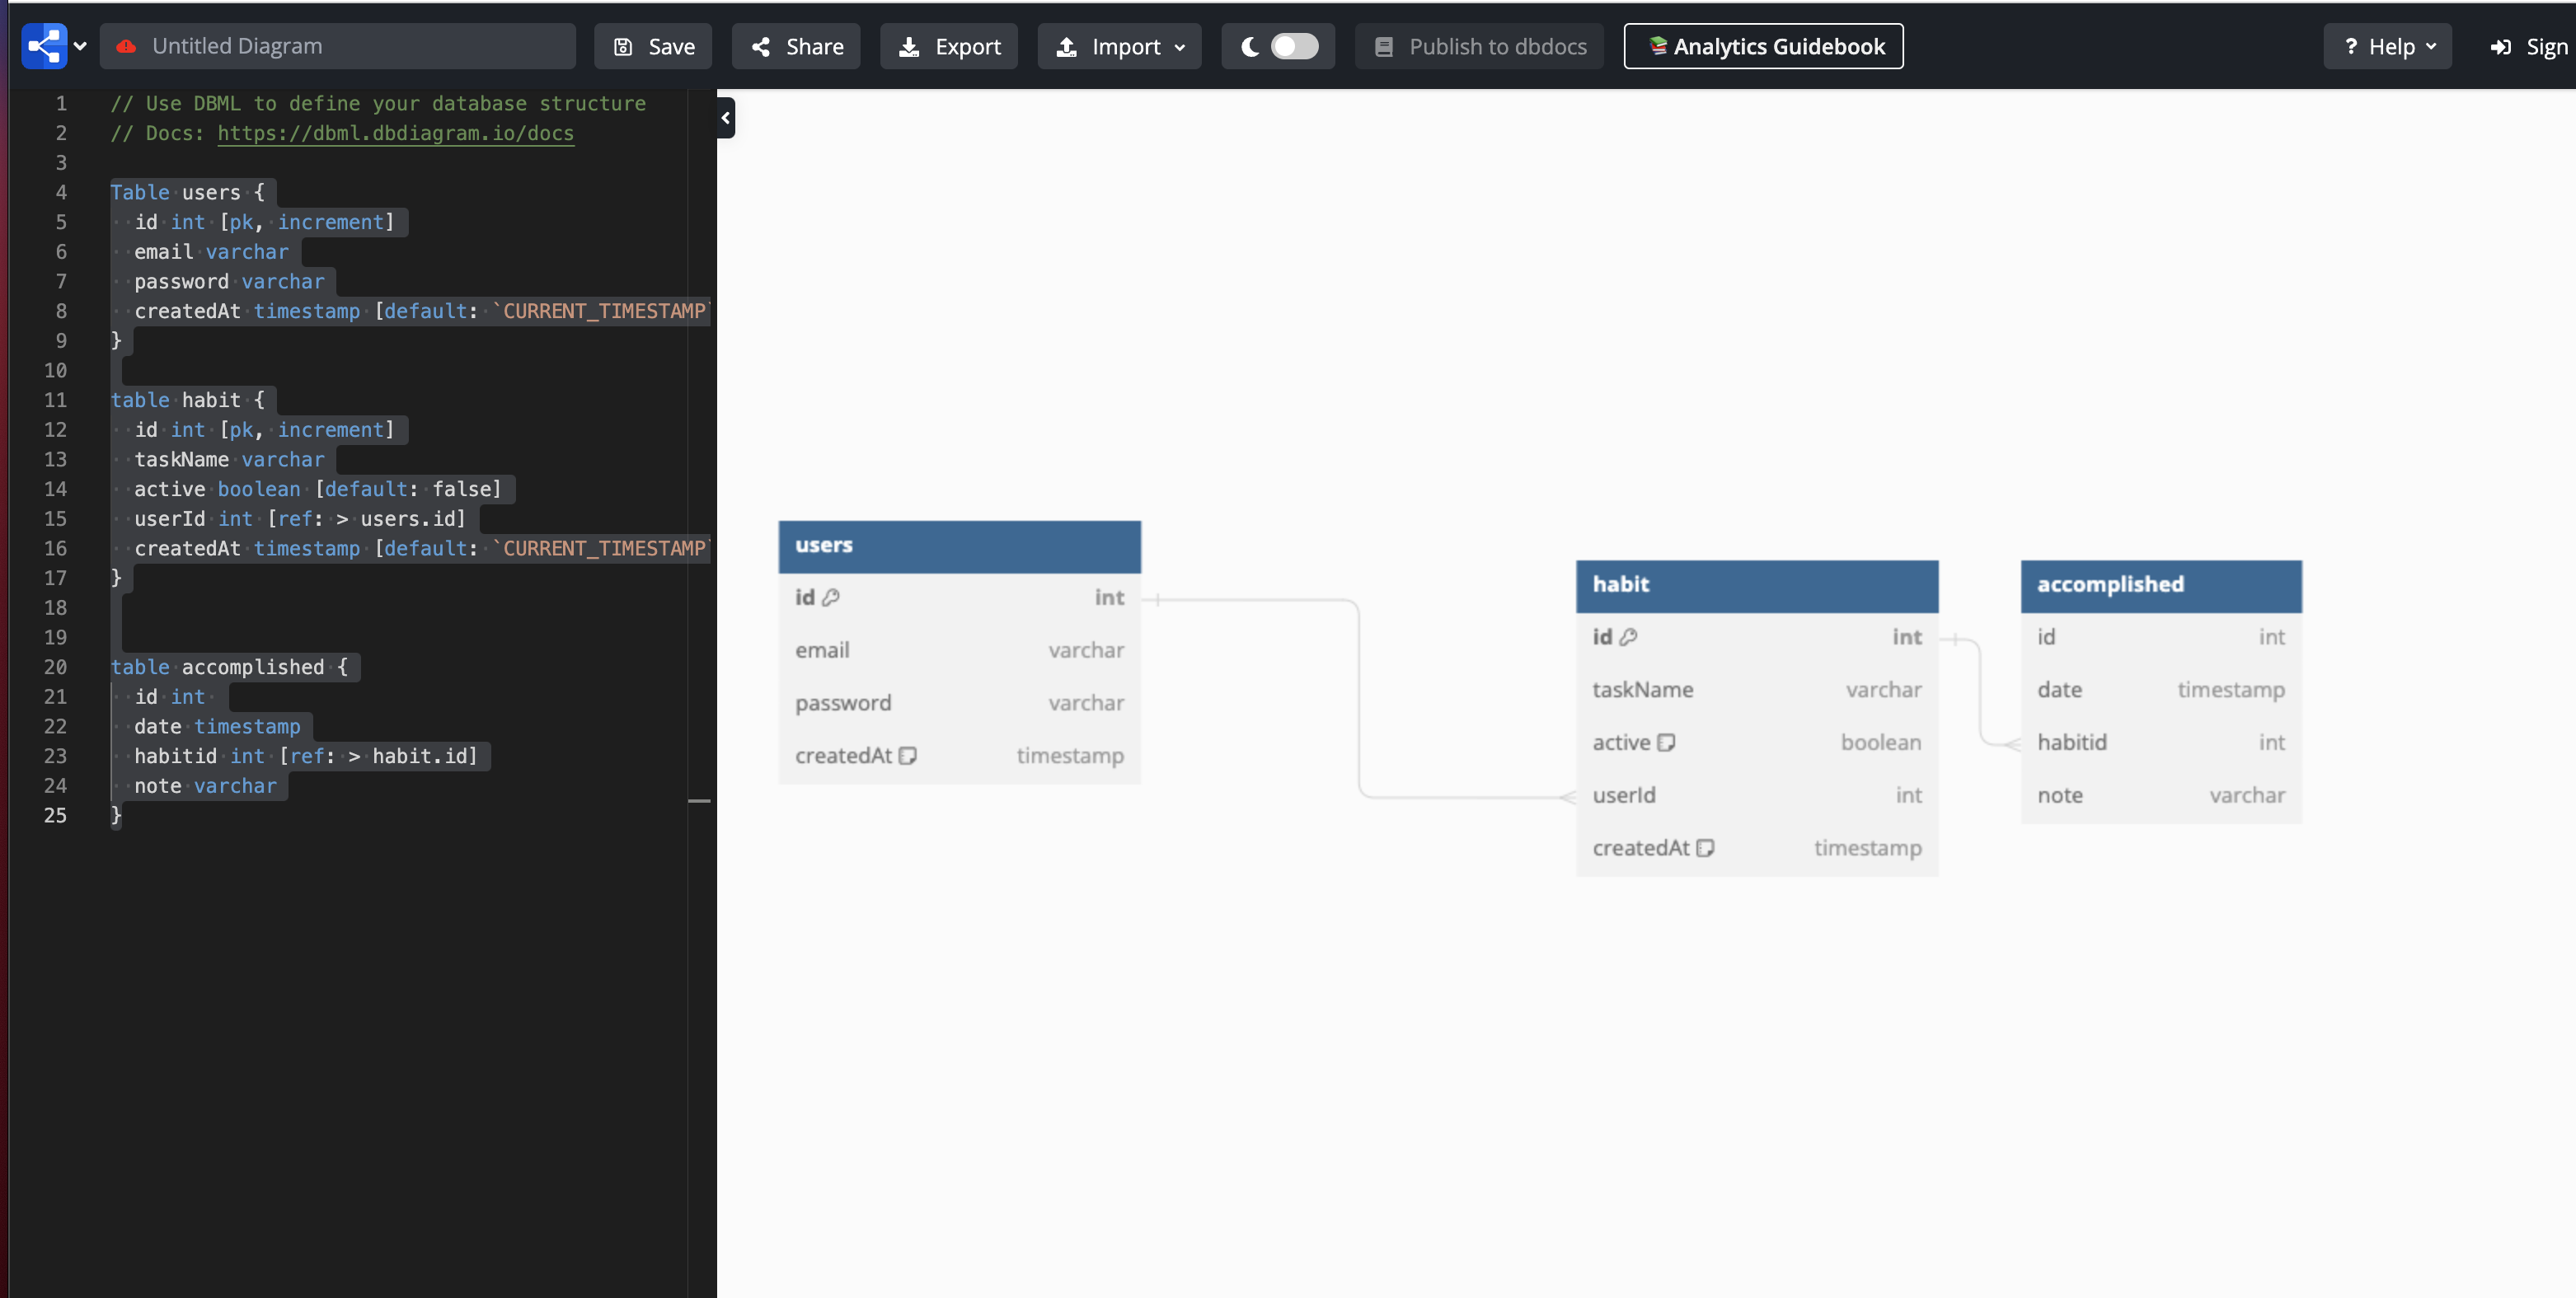 Untitled Diagram
Save
Share
Export
Import
Publish to dbdocs
Analytics Guidebook
? Help
Sign
1 // Use DBML to define your database structure
2 // Docs: https://dbml.dbdiagram.io/docs
3
4 Table users {
5 id int [pk, increment]
6 email varchar
7 password varchar
8 createdAt timestamp [default: `CURRENT_TIMESTAMP`
9 }
10
11 table habit {
12 id int [pk, increment]
13 taskName varchar
14 active boolean [default: false]
15 userId int [ref: > users.id]
16 createdAt timestamp [default: `CURRENT_TIMESTAMP`
17 }
18
19
20 table accomplished {
21 id int
22 date timestamp
23 habitid int [ref: > habit.id]
24 note varchar
25 }
users
id int
email varchar
password varchar
createdAt timestamp
habit
id int
taskName varchar
active boolean
userId int
createdAt timestamp
accomplished
id int
date timestamp
habitid int
note varchar